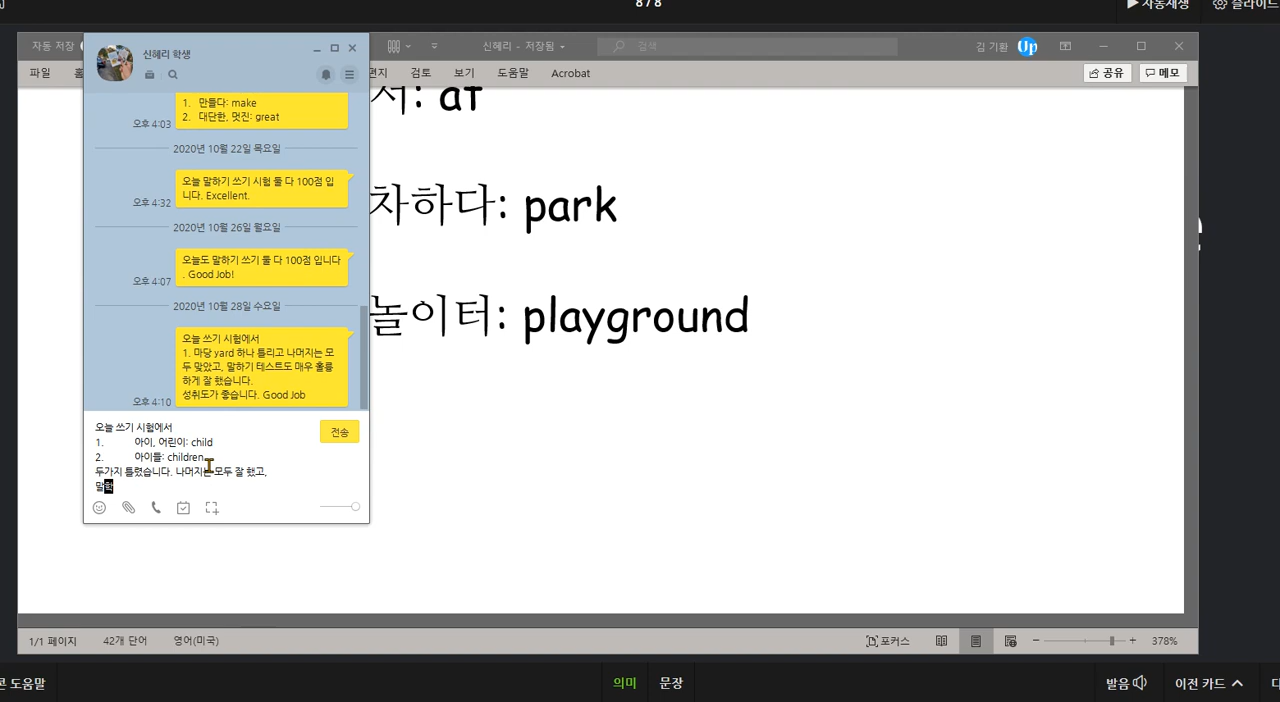 8/8
▶ 자동재생
슬라이드
자동 저장
신혜리 학생
신혜리 - 저장됨
검색
김 기환
Up
파일
편지
검토
보기
도움말
Acrobat
공유
메모
1. 만들다: make
2. 대단한, 멋진: great
오후 4:03
2020년 10월 22일 목요일
오늘 말하기 쓰기 시험 둘 다 100점 입
니다. Excellent.
오후 4:32
2020년 10월 26일 월요일
오늘도 말하기 쓰기 둘 다 100점 입니다
. Good Job!
오후 4:07
2020년 10월 28일 수요일
오늘 쓰기 시험에서
1. 마당 yard 하나 틀리고 나머지는 모
두 맞았고, 말하기 테스트도 매우 훌륭
하게 잘 했습니다.
성취도가 좋습니다. Good Job
오후 4:10
오늘 쓰기 시험에서
1. 아이, 어린이: child
2. 아이들: children
두가지 틀렸습니다. 나머지는 모두 잘 했고,
말
전송
서: at
차하다: park
놀이터: playground
1/1 페이지
42개 단어
영어(미국)
포커스
378%
도움말
의미
문장
발음
이전 카드